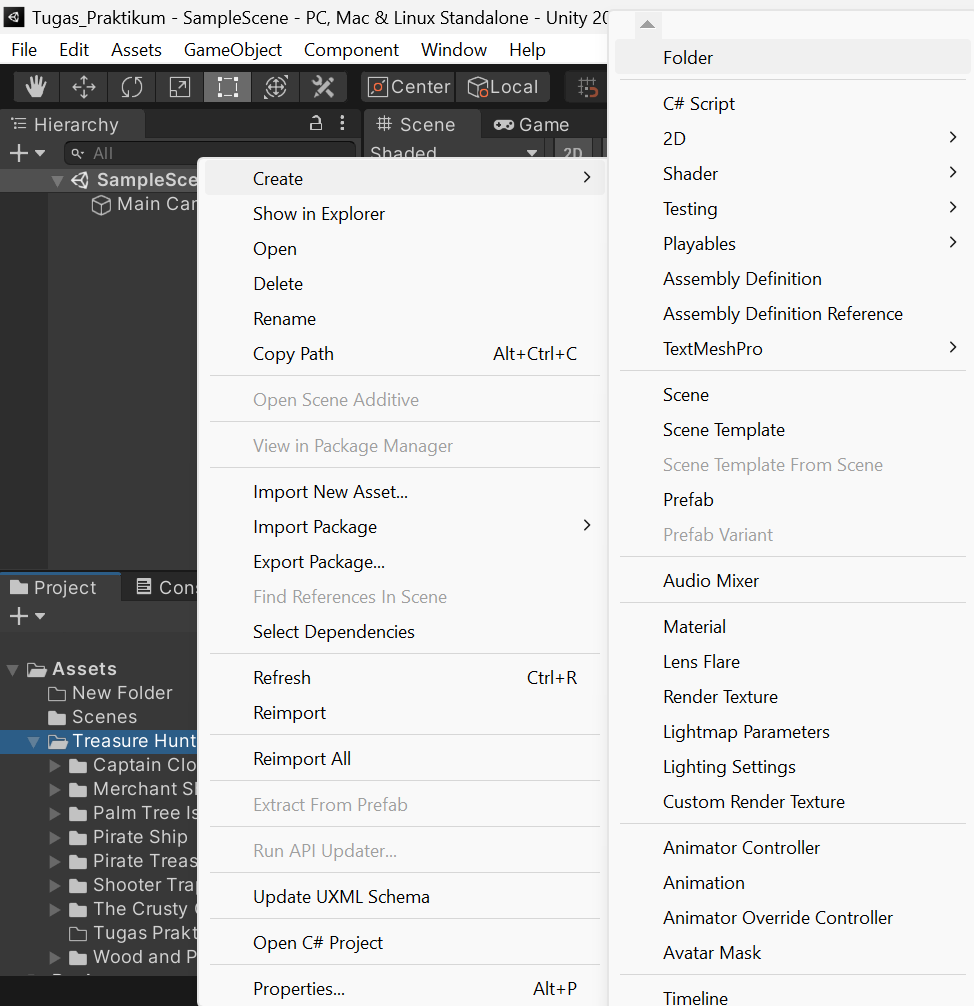 Tugas_Praktikum - SampleScene - PC, Mac & Linux Standalone - Unity 20
File Edit Assets GameObject Component Window Help
Center Local
Hierarchy
Scene Game
All
Shaded 2D
SampleSce
Main Car
Create
Show in Explorer
Open
Delete
Rename
Copy Path Alt+Ctrl+C
Open Scene Additive
View in Package Manager
Import New Asset...
Import Package
Export Package...
Find References In Scene
Select Dependencies
Refresh Ctrl+R
Reimport
Reimport All
Extract From Prefab
Run API Updater...
Update UXML Schema
Open C# Project
Properties... Alt+P
Folder
C# Script
2D
Shader
Testing
Playables
Assembly Definition
Assembly Definition Reference
TextMeshPro
Scene
Scene Template
Scene Template From Scene
Prefab
Prefab Variant
Audio Mixer
Material
Lens Flare
Render Texture
Lightmap Parameters
Lighting Settings
Custom Render Texture
Animator Controller
Animation
Animator Override Controller
Avatar Mask
Timeline
Project Con
Assets
New Folder
Scenes
Treasure Hunt
Captain Clo
Merchant Sh
Palm Tree Is
Pirate Ship
Pirate Treas
Shooter Trap
The Crusty
Tugas Prakt
Wood and P